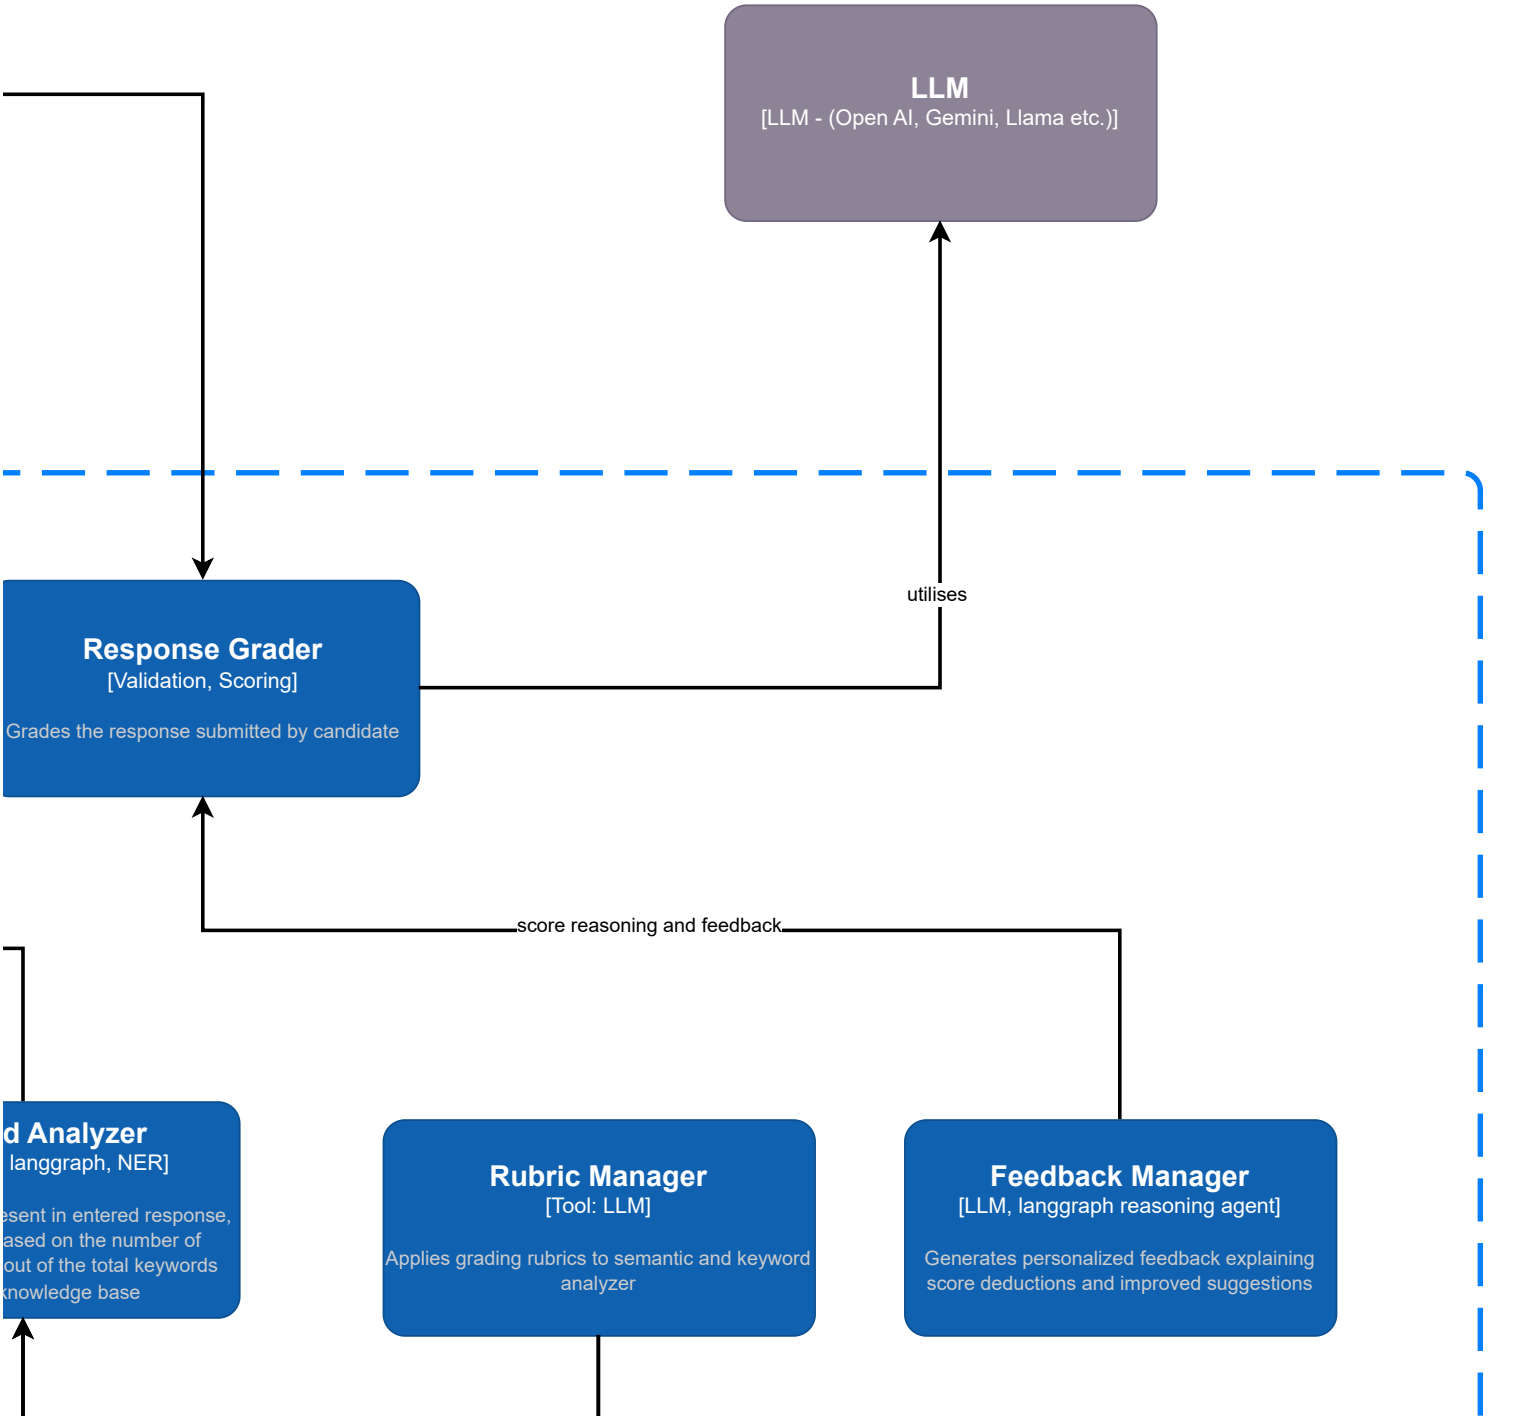 LLM
[LLM - (Open AI, Gemini, Llama etc.)]
utilises
Response Grader
[Validation, Scoring]
Grades the response submitted by candidate
score reasoning and feedback
d Analyzer
langgraph, NER]
esent in entered response,
ased on the number of
out of the total keywords
knowledge base
Rubric Manager
[Tool: LLM]
Applies grading rubrics to semantic and keyword
analyzer
Feedback Manager
[LLM, langgraph reasoning agent]
Generates personalized feedback explaining
score deductions and improved suggestions